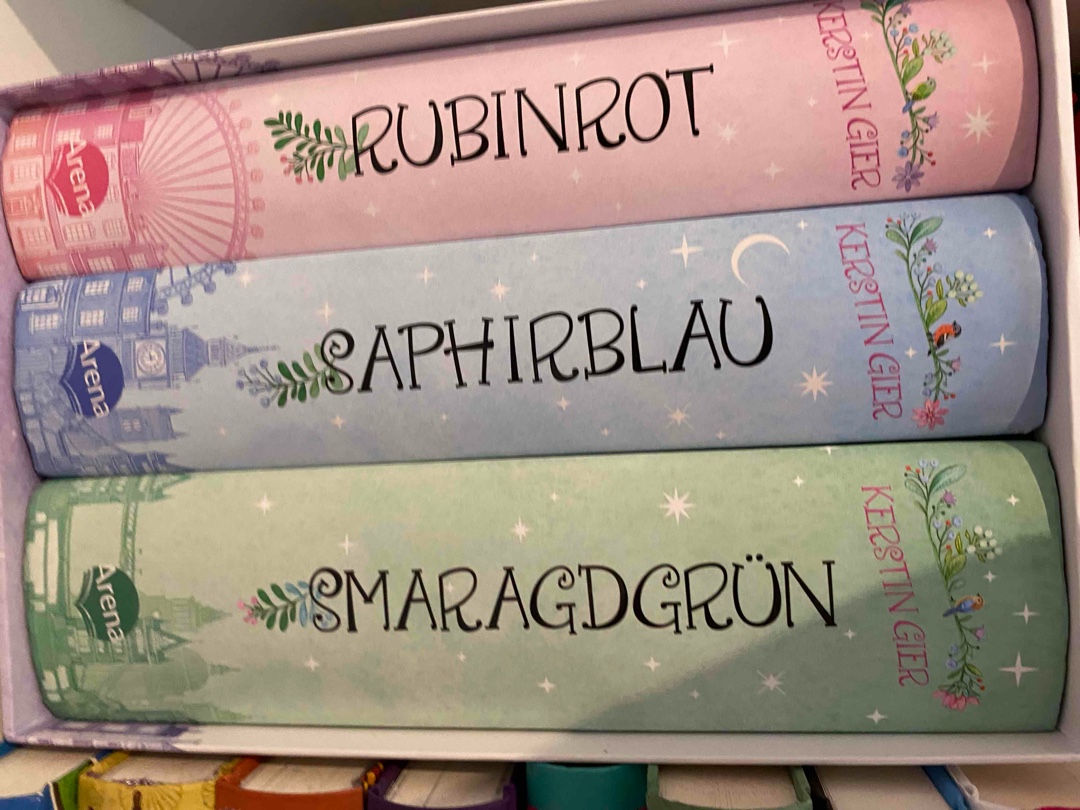 RUBINROT
KERSTIN GIER
Arena
SAPHIRBLAU
KERSTIN GIER
Arena
SMARAGDGRÜN
KERSTIN GIER
Arena